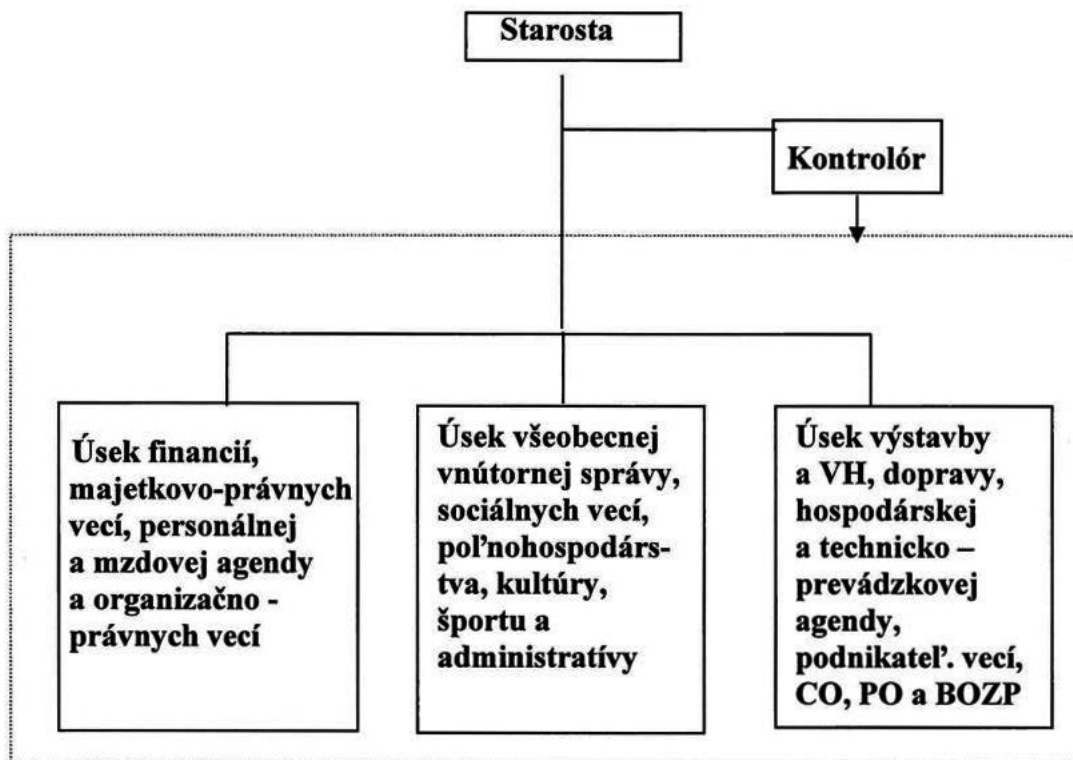 Starosta
Kontrolór
Úsek financií,
majetkovo-právnych
vecí, personálnej
a mzdovej agendy
a organizačno -
právnych vecí
Úsek všeobecnej
vnútornej správy,
sociálnych vecí,
poľnohospodárs-
tva, kultúry,
športu a
administratívy
Úsek výstavby
a VH, dopravy,
hospodárskej
a technicko –
prevádzkovej
agendy,
podnikateľ. vecí,
CO, PO a BOZP